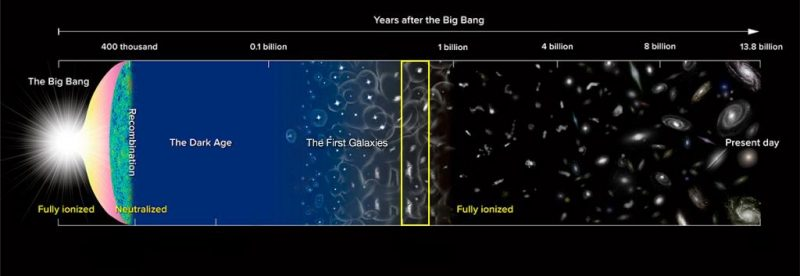 Years after the Big Bang
400 thousand
0.1 billion
1 billion
4 billion
8 billion
13.8 billion
The Big Bang
Recombination
The Dark Age
The First Galaxies
Present day
Fully ionized
Neutralized
Fully ionized